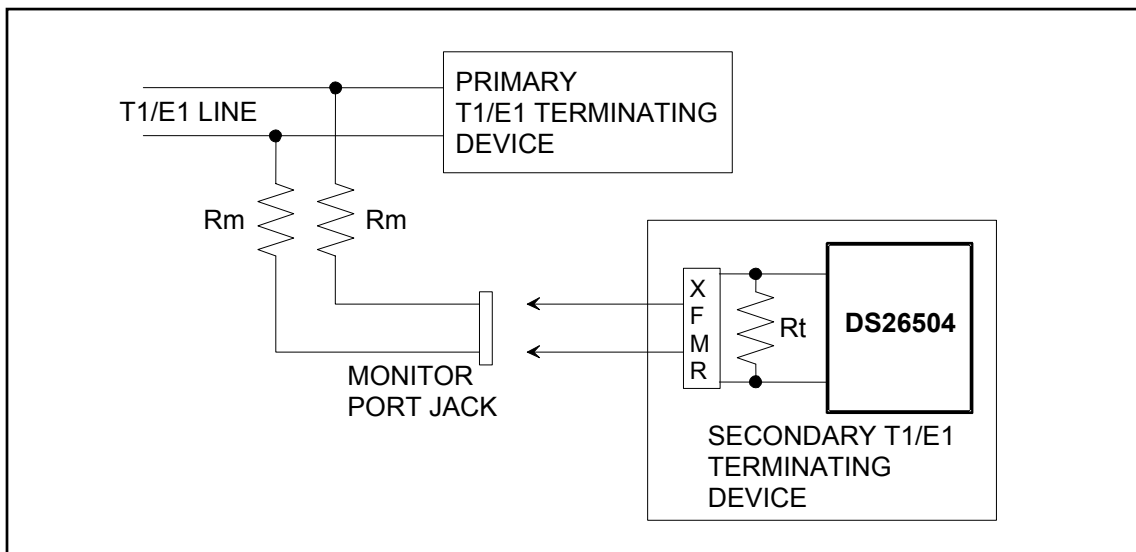 PRIMARY
T1/E1 TERMINATING
DEVICE
T1/E1 LINE
Rm
Rm
MONITOR
PORT JACK
X
F
M
R
Rt
DS26504
SECONDARY T1/E1
TERMINATING
DEVICE